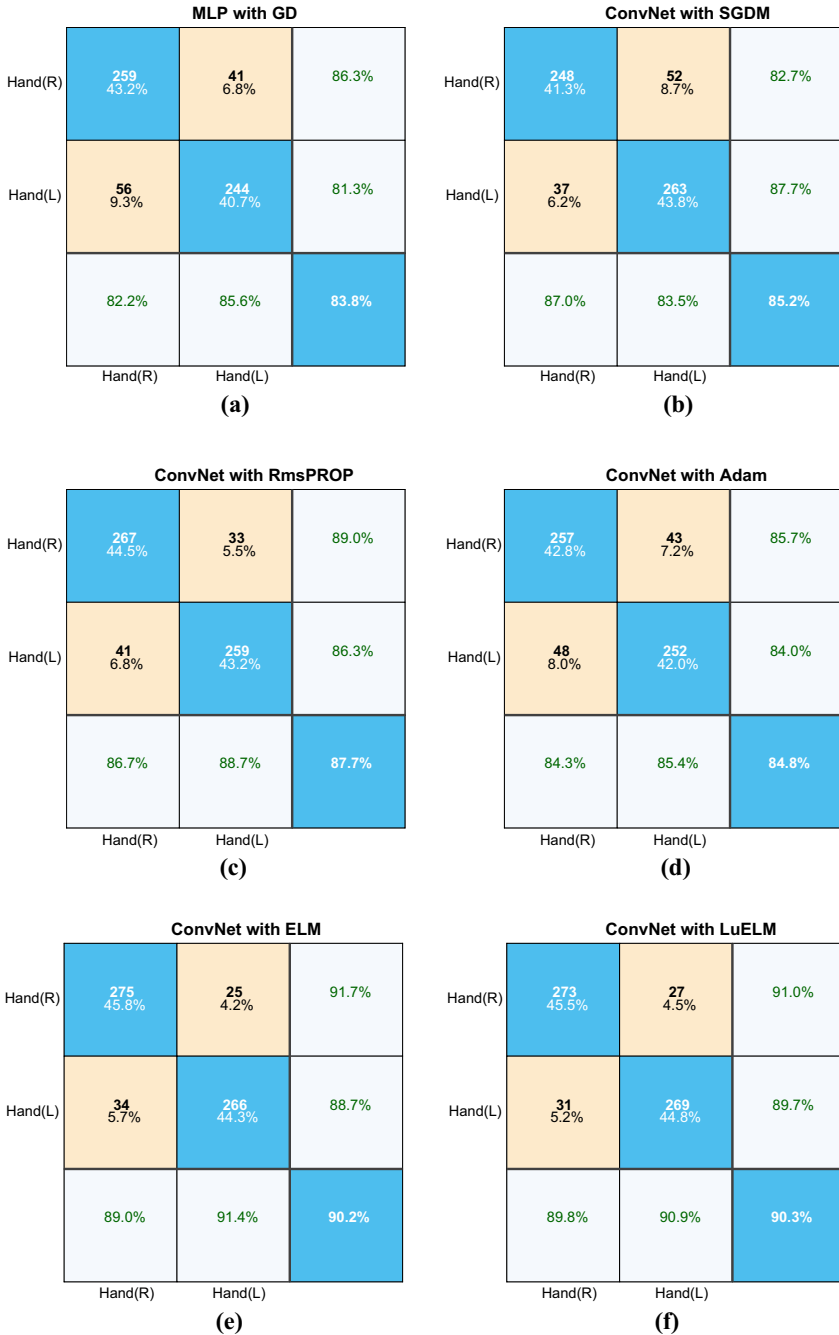 MLP with GD
Hand(R) 259 41 86.3%
43.2% 6.8%
Hand(L) 56 244 81.3%
9.3% 40.7%
82.2% 85.6% 83.8%
Hand(R) Hand(L)
(a)
ConvNet with SGDM
Hand(R) 248 52 82.7%
41.3% 8.7%
Hand(L) 37 263 87.7%
6.2% 43.8%
87.0% 83.5% 85.2%
Hand(R) Hand(L)
(b)
ConvNet with RmsPROP
Hand(R) 267 33 89.0%
44.5% 5.5%
Hand(L) 41 259 86.3%
6.8% 43.2%
86.7% 88.7% 87.7%
Hand(R) Hand(L)
(c)
ConvNet with Adam
Hand(R) 257 43 85.7%
42.8% 7.2%
Hand(L) 48 252 84.0%
8.0% 42.0%
84.3% 85.4% 84.8%
Hand(R) Hand(L)
(d)
ConvNet with ELM
Hand(R) 275 25 91.7%
45.8% 4.2%
Hand(L) 34 266 88.7%
5.7% 44.3%
89.0% 91.4% 90.2%
Hand(R) Hand(L)
(e)
ConvNet with LuELM
Hand(R) 273 27 91.0%
45.5% 4.5%
Hand(L) 31 269 89.7%
5.2% 44.8%
89.8% 90.9% 90.3%
Hand(R) Hand(L)
(f)